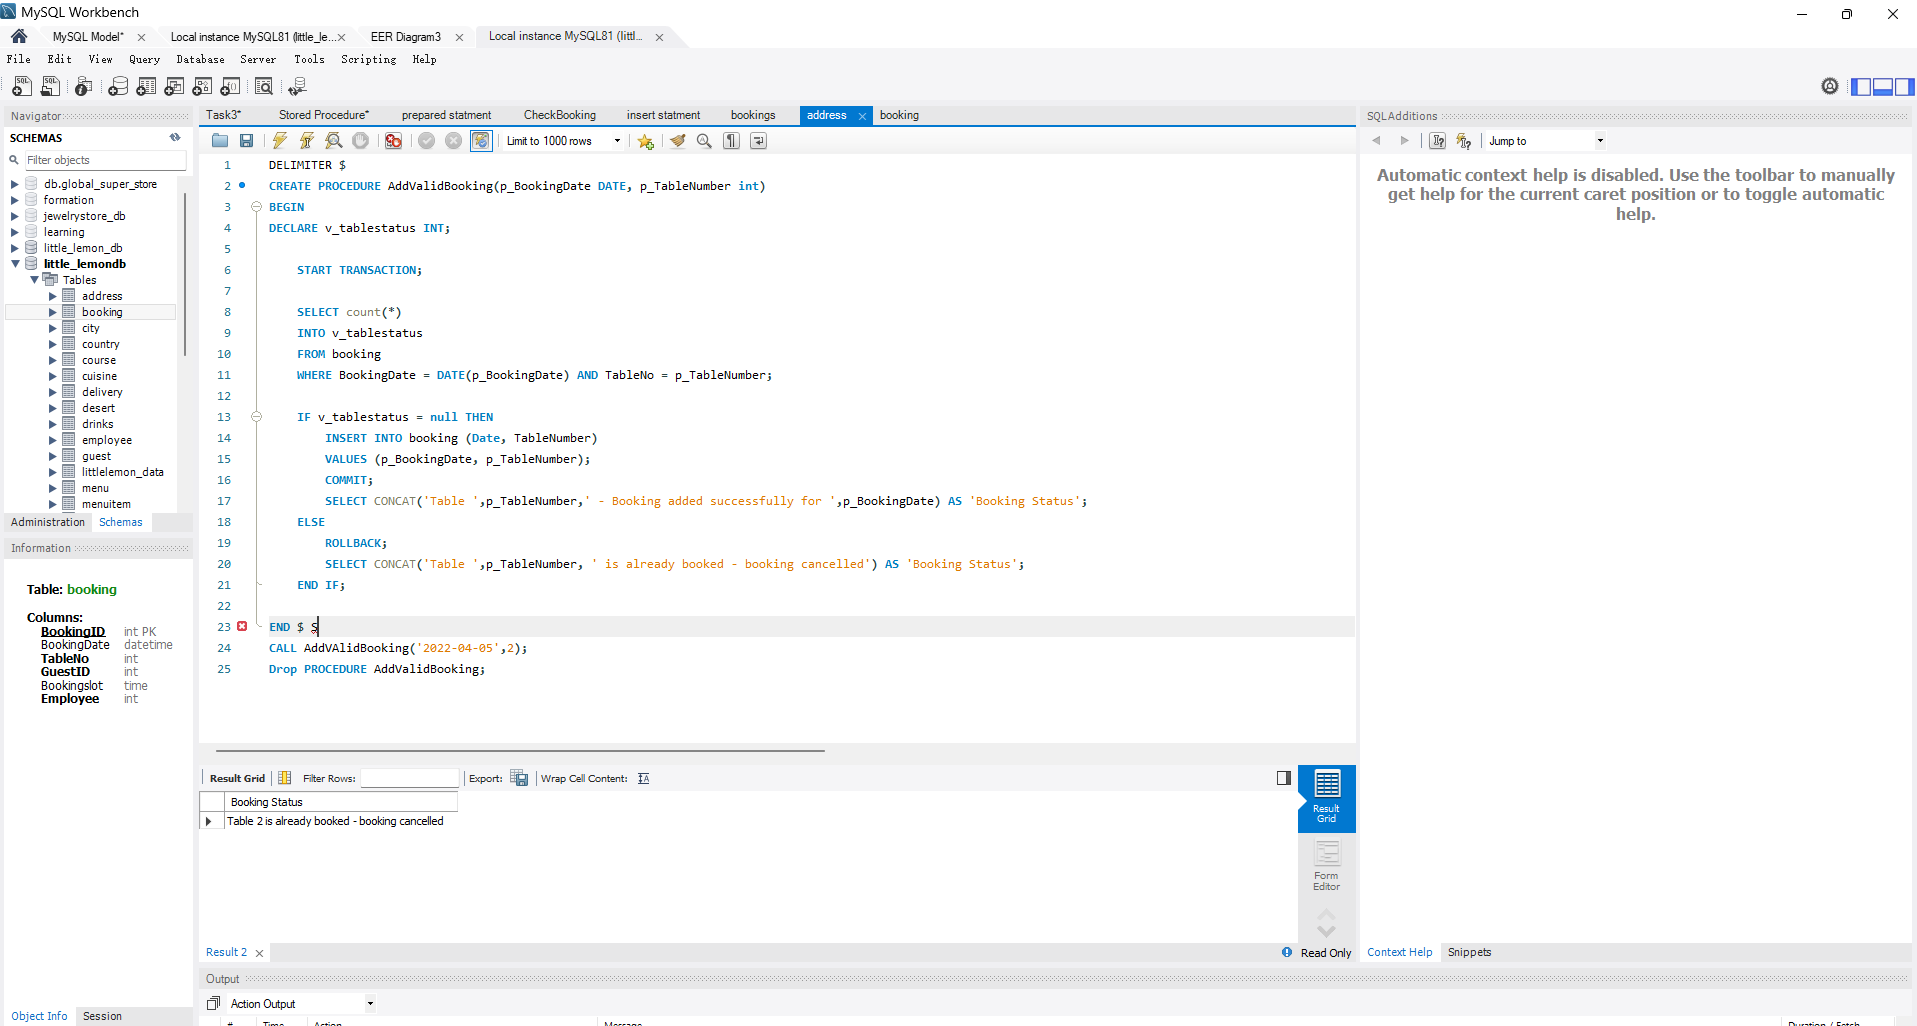 MySQL Workbench
MySQL Model* Local instance MySQL81 (little_le... EER Diagram3 Local instance MySQL81 (littl...
File Edit View Query Database Server Tools Scripting Help
Navigator
SCHEMAS
Filter objects
db.global_super_store
formation
jewelrystore_db
learning
little_lemon_db
little_lemondb
Tables
address
booking
city
country
course
cuisine
delivery
desert
drinks
employee
guest
littlelemon_data
menu
menuitem
Administration Schemas
Information
Table: booking
Columns:
BookingID int PK
BookingDate datetime
TableNo int
GuestID int
Bookingslot time
Employee int
Object Info Session
Task3* Stored Procedure* prepared statment CheckBooking insert statment bookings address booking
Limit to 1000 rows
1 DELIMITER $
2 CREATE PROCEDURE AddValidBooking(p_BookingDate DATE, p_TableNumber int)
3 BEGIN
4 DECLARE v_tablestatus INT;
5
6 START TRANSACTION;
7
8 SELECT count(*)
9 INTO v_tablestatus
10 FROM booking
11 WHERE BookingDate = DATE(p_BookingDate) AND TableNo = p_TableNumber;
12
13 IF v_tablestatus = null THEN
14 INSERT INTO booking (Date, TableNumber)
15 VALUES (p_BookingDate, p_TableNumber);
16 COMMIT;
17 SELECT CONCAT('Table ',p_TableNumber,' - Booking added successfully for ',p_BookingDate) AS 'Booking Status';
18 ELSE
19 ROLLBACK;
20 SELECT CONCAT('Table ',p_TableNumber, ' is already booked - booking cancelled') AS 'Booking Status';
21 END IF;
22
23 END $ S
24 CALL AddVAlidBooking('2022-04-05',2);
25 Drop PROCEDURE AddValidBooking;
Result Grid Filter Rows: Export: Wrap Cell Content:
Booking Status
Table 2 is already booked - booking cancelled
Result Grid
Form Editor
Result 2 Read Only
Output
Action Output
# Time Action Message Duration / Fetch
SQLAdditions
Jump to
Automatic context help is disabled. Use the toolbar to manually
get help for the current caret position or to toggle automatic
help.
Context Help Snippets